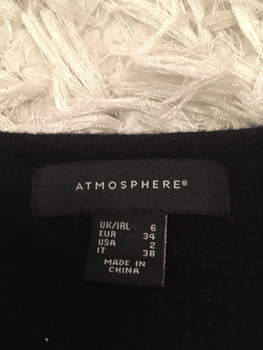 ATMOSPHERE®
UK/IRL 6
EUR 34
USA 2
IT 38
MADE IN
CHINA